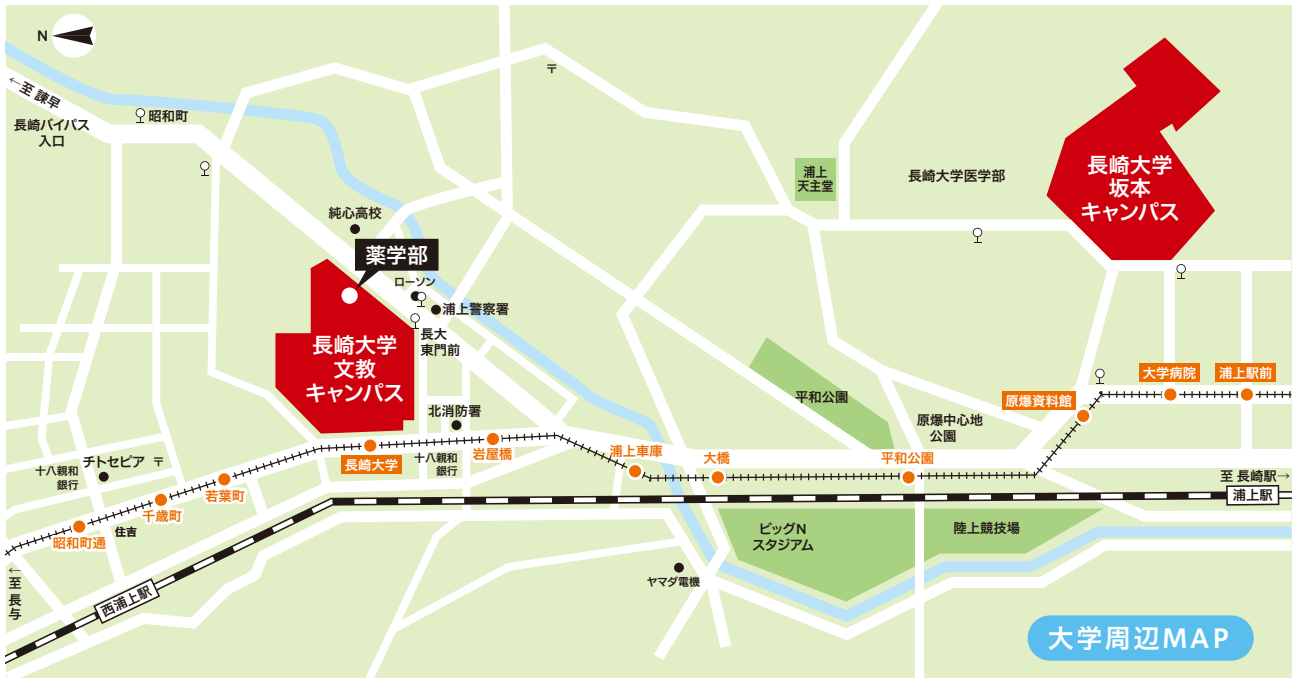 N
←至 諫早
長崎バイパス
入口
昭和町
〒
浦上
天主堂
長崎大学医学部
長崎大学
坂本
キャンパス
純心高校
薬学部
ローソン
浦上警察署
長大
東門前
長崎大学
文教
キャンパス
北消防署
平和公園
原爆中心地
公園
原爆資料館
大学病院
浦上駅前
長崎大学
十八親和
銀行
岩屋橋
浦上車庫
大橋
平和公園
至 長崎駅→
浦上駅
十八親和
銀行
チトセピア 〒
若葉町
千歳町
住吉
昭和町通
←至 長与
西浦上駅
ビッグN
スタジアム
陸上競技場
ヤマダ電機
大学周辺MAP